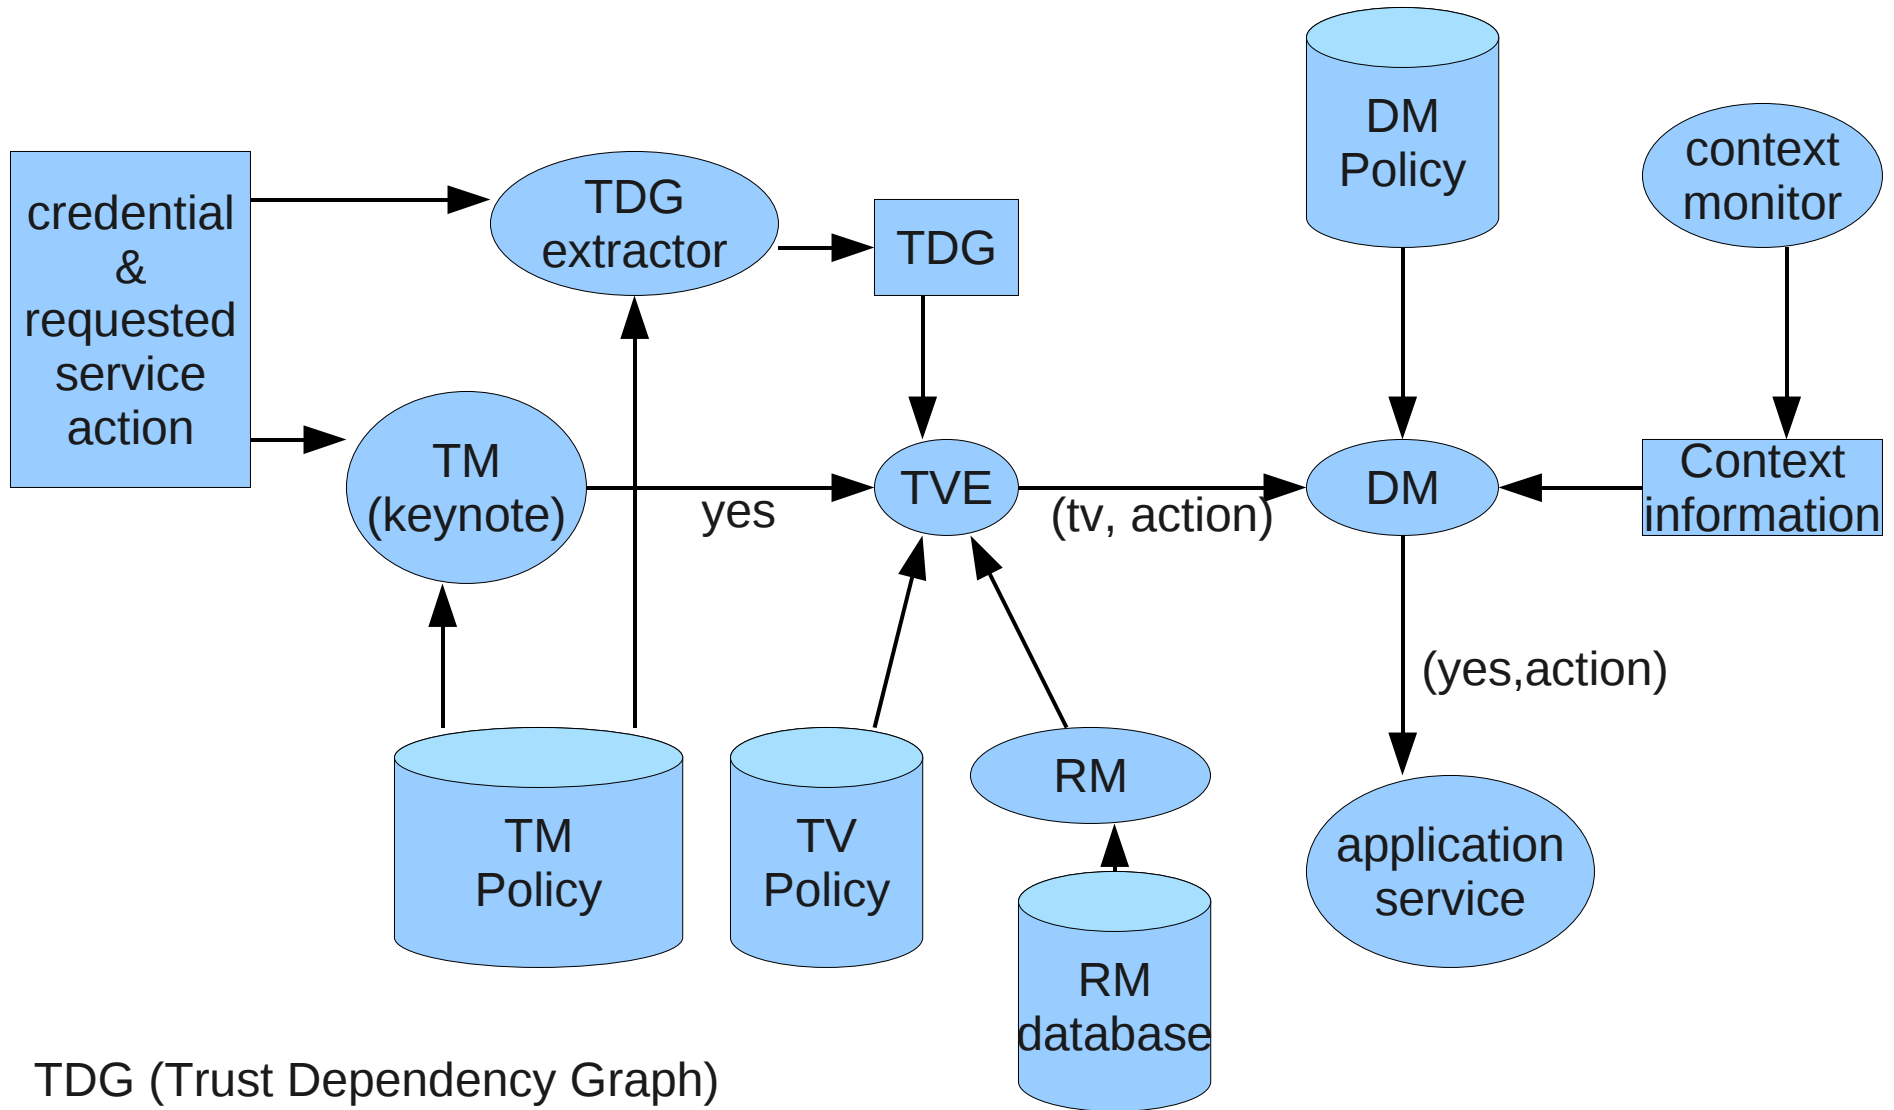 credential
&
requested
service
action
TDG
extractor
TDG
DM
Policy
context
monitor
TM
(keynote)
yes
TVE
(tv, action)
DM
Context
information
(yes,action)
TM
Policy
TV
Policy
RM
RM
database
application
service
TDG (Trust Dependency Graph)